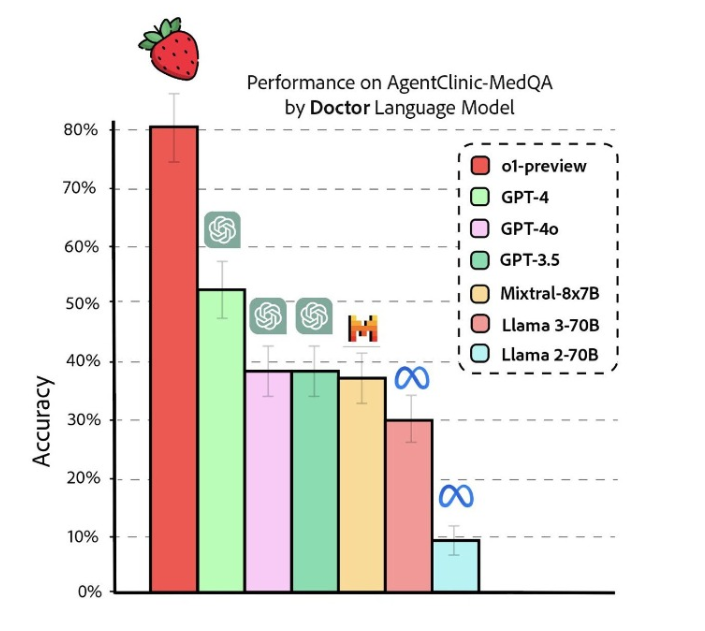 Performance on AgentClinic-MedQA
by Doctor Language Model
80%
70%
60%
50%
40%
30%
20%
10%
0%
Accuracy
o1-preview
GPT-4
GPT-4o
GPT-3.5
Mixtral-8x7B
Llama 3-70B
Llama 2-70B